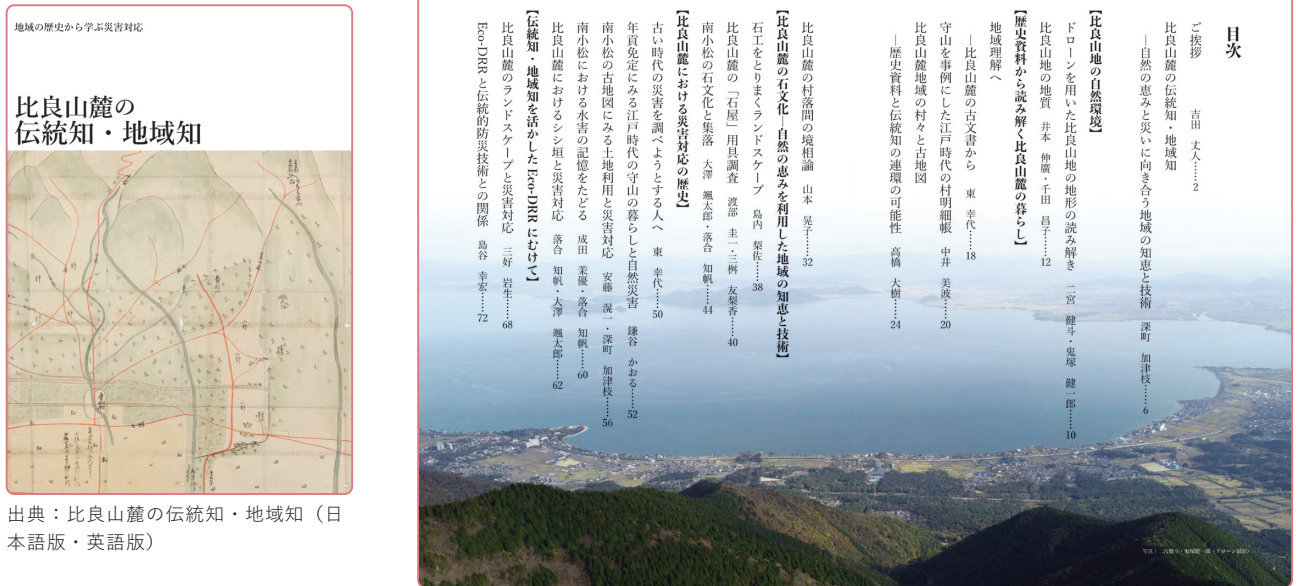 地域の歴史から学ぶ災害対応
比良山麓の
伝統知・地域知
出典：比良山麓の伝統知・地域知（日
本語版・英語版）
目次
ご挨拶　吉田　丈人……2
比良山麓の伝統知・地域知
―自然の恵みと災いに向き合う地域の知恵と技術　深町　加津枝……6
【比良山地の自然環境】
ドローンを用いた比良山地の地形の読み解き　二宮　健斗・鬼塚　健一郎……10
比良山地の地質　井本　伸廣・千田　昌子……12
【歴史資料から読み解く比良山麓の暮らし】
地域理解へ
―比良山麓の古文書から　東　幸代……18
守山を事例にした江戸時代の村明細帳　中井　美波……20
比良山麓地域の村々と古地図
―歴史資料と伝統知の連環の可能性　高橋　大樹……24
比良山麓の村落間の境相論　山本　晃子……32
【比良山麓の石文化―自然の恵みを利用した地域の知恵と技術】
石工をとりまくランドスケープ　島内　梨佐……38
比良山麓の「石屋」用具調査　渡部　圭一・三桝　友梨香……40
南小松の石文化と集落　大澤　颯太郎・落合　知帆……44
【比良山麓における災害対応の歴史】
古い時代の災害を調べようとする人へ　東　幸代……50
年貢免定にみる江戸時代の守山の暮らしと自然災害　鎌谷　かおる……52
南小松の古地図にみる土地利用と災害対応　安藤　滉一・深町　加津枝……56
南小松における水害の記憶をたどる　成田　茉優・落合　知帆……60
比良山麓におけるシシ垣と災害対応　落合　知帆・大澤　颯太郎……62
【伝統知・地域知を活かした Eco-DRR にむけて】
比良山麓のランドスケープと災害対応　三好　岩生……68
Eco-DRR と伝統的防災技術との関係　島谷　幸宏……72
写真：二宮健斗・鬼塚健一郎（ドローン撮影）